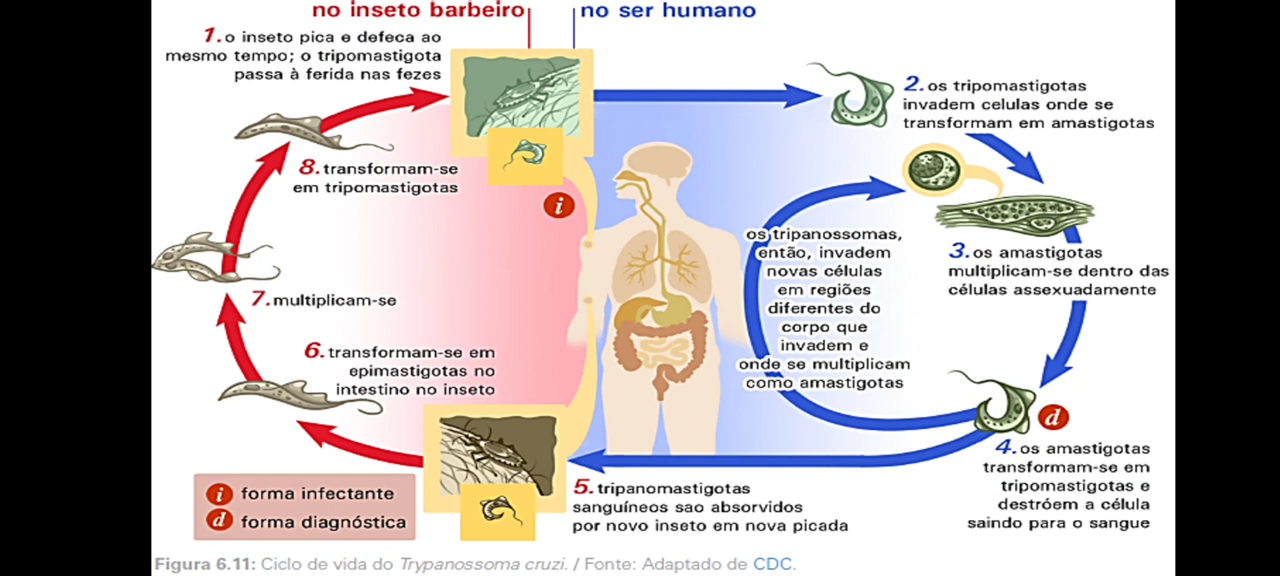 no inseto barbeiro
no ser humano
1. o inseto pica e defeca ao
mesmo tempo; o tripomastigota
passa à ferida nas fezes
2. os tripomastigotas
invadem celulas onde se
transformam em amastigotas
8. transformam-se
em tripomastigotas
i
os tripanossomas,
então, invadem
novas células
em regiões
diferentes do
corpo que
invadem e
onde se multiplicam
como amastigotas
3. os amastigotas
multiplicam-se dentro das
células assexuadamente
7. multiplicam-se
6. transformam-se em
epimastigotas no
intestino no inseto
d
4. os amastigotas
transformam-se em
tripomastigotas e
destróem a célula
saindo para o sangue
5. tripanomastigotas
sanguíneos sao absorvidos
por novo inseto em nova picada
i forma infectante
d forma diagnóstica
Figura 6.11: Ciclo de vida do Trypanossoma cruzi. / Fonte: Adaptado de CDC.